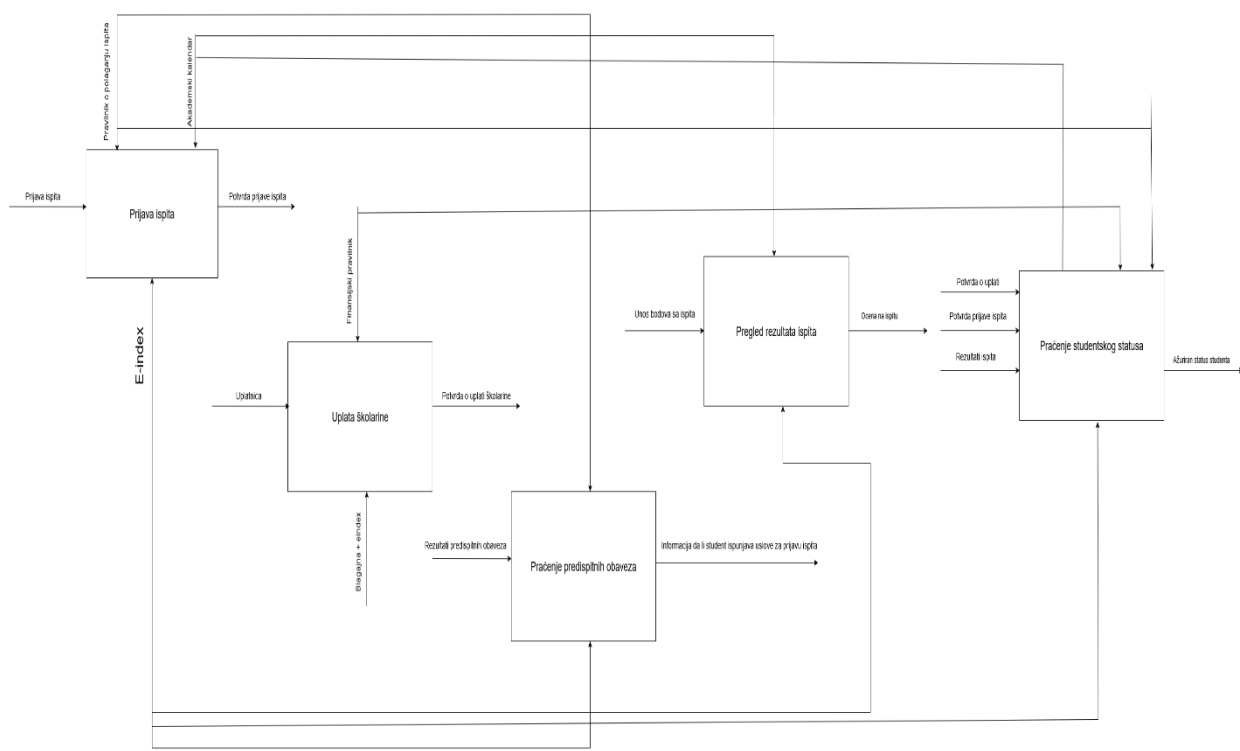 Pravilnik o polaganju ispita
Akademski kalendar
Prijava ispita
Prijava ispita
Potvrda prijave ispita
E-index
Finansijski pravilnik
Uplatnica
Uplata školarine
Potvrda o uplati školarine
Blagajna + eindex
Rezultati predispitnih obaveza
Praćenje predispitnih obaveza
Informacija da li student ispunjava uslove za prijavu ispita
Unos bodova sa ispita
Pregled rezultata ispita
Ocena na ispitu
Potvrda o uplati
Potvrda prijave ispita
Rezultati ispita
Praćenje studentskog statusa
Ažuriran status studenta